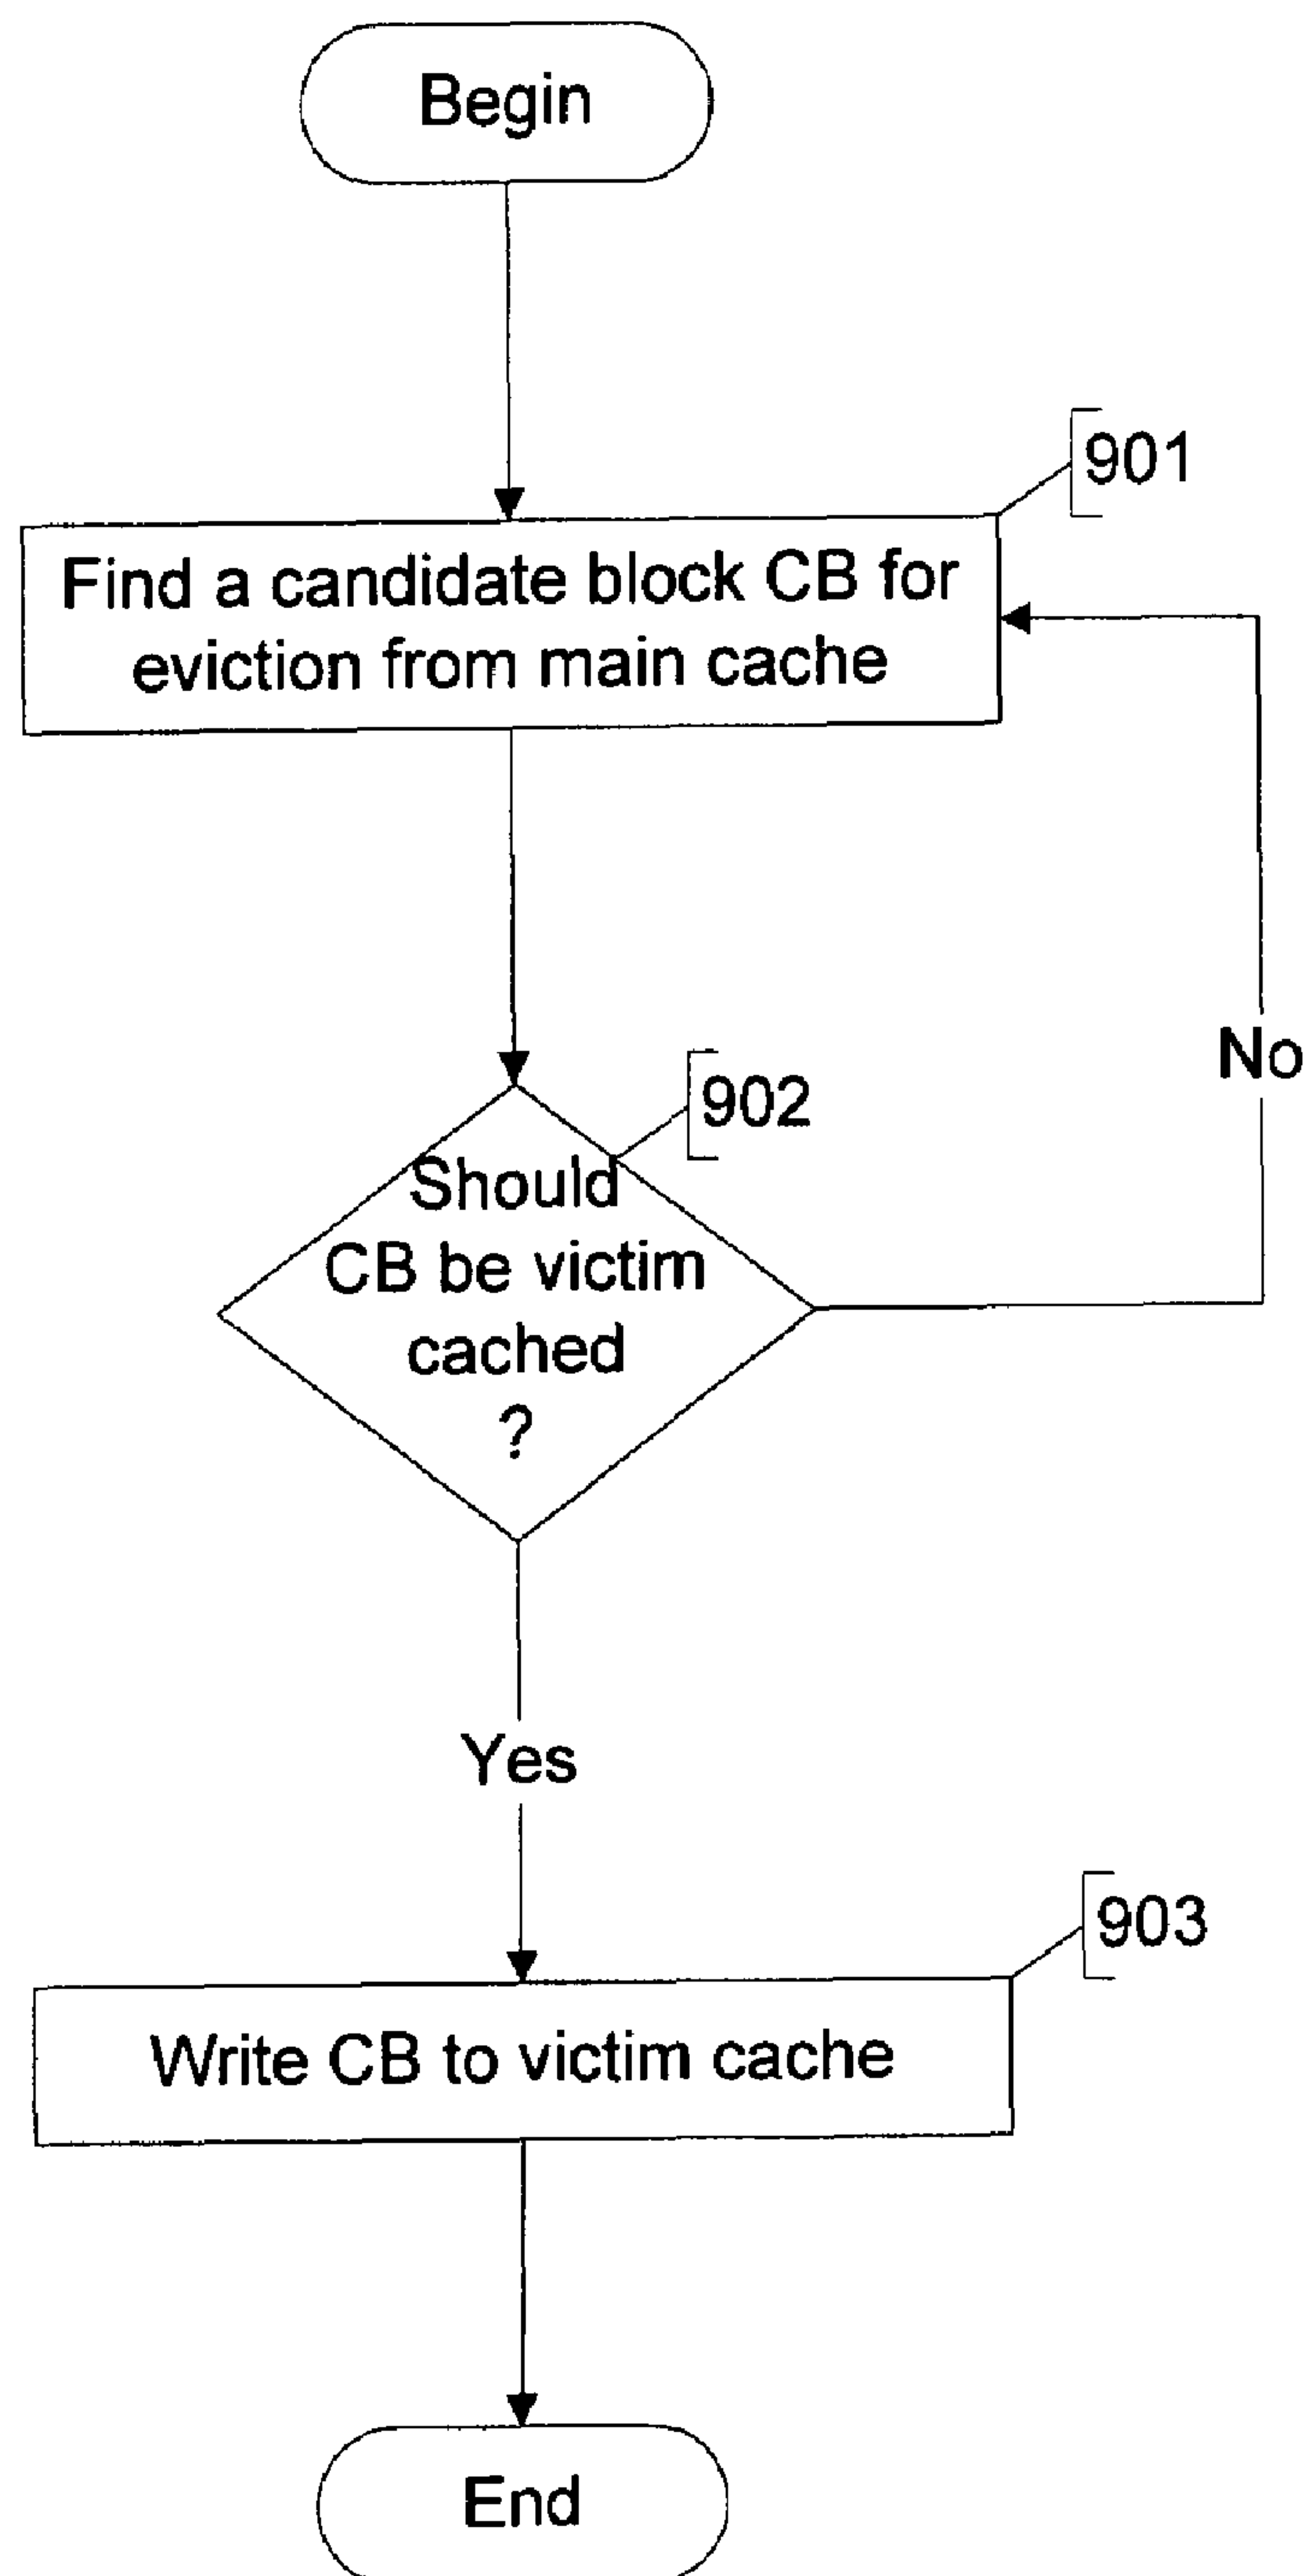 Begin
901
Find a candidate block CB for
eviction from main cache
No
902
Should
CB be victim
cached
?
Yes
903
Write CB to victim cache
End